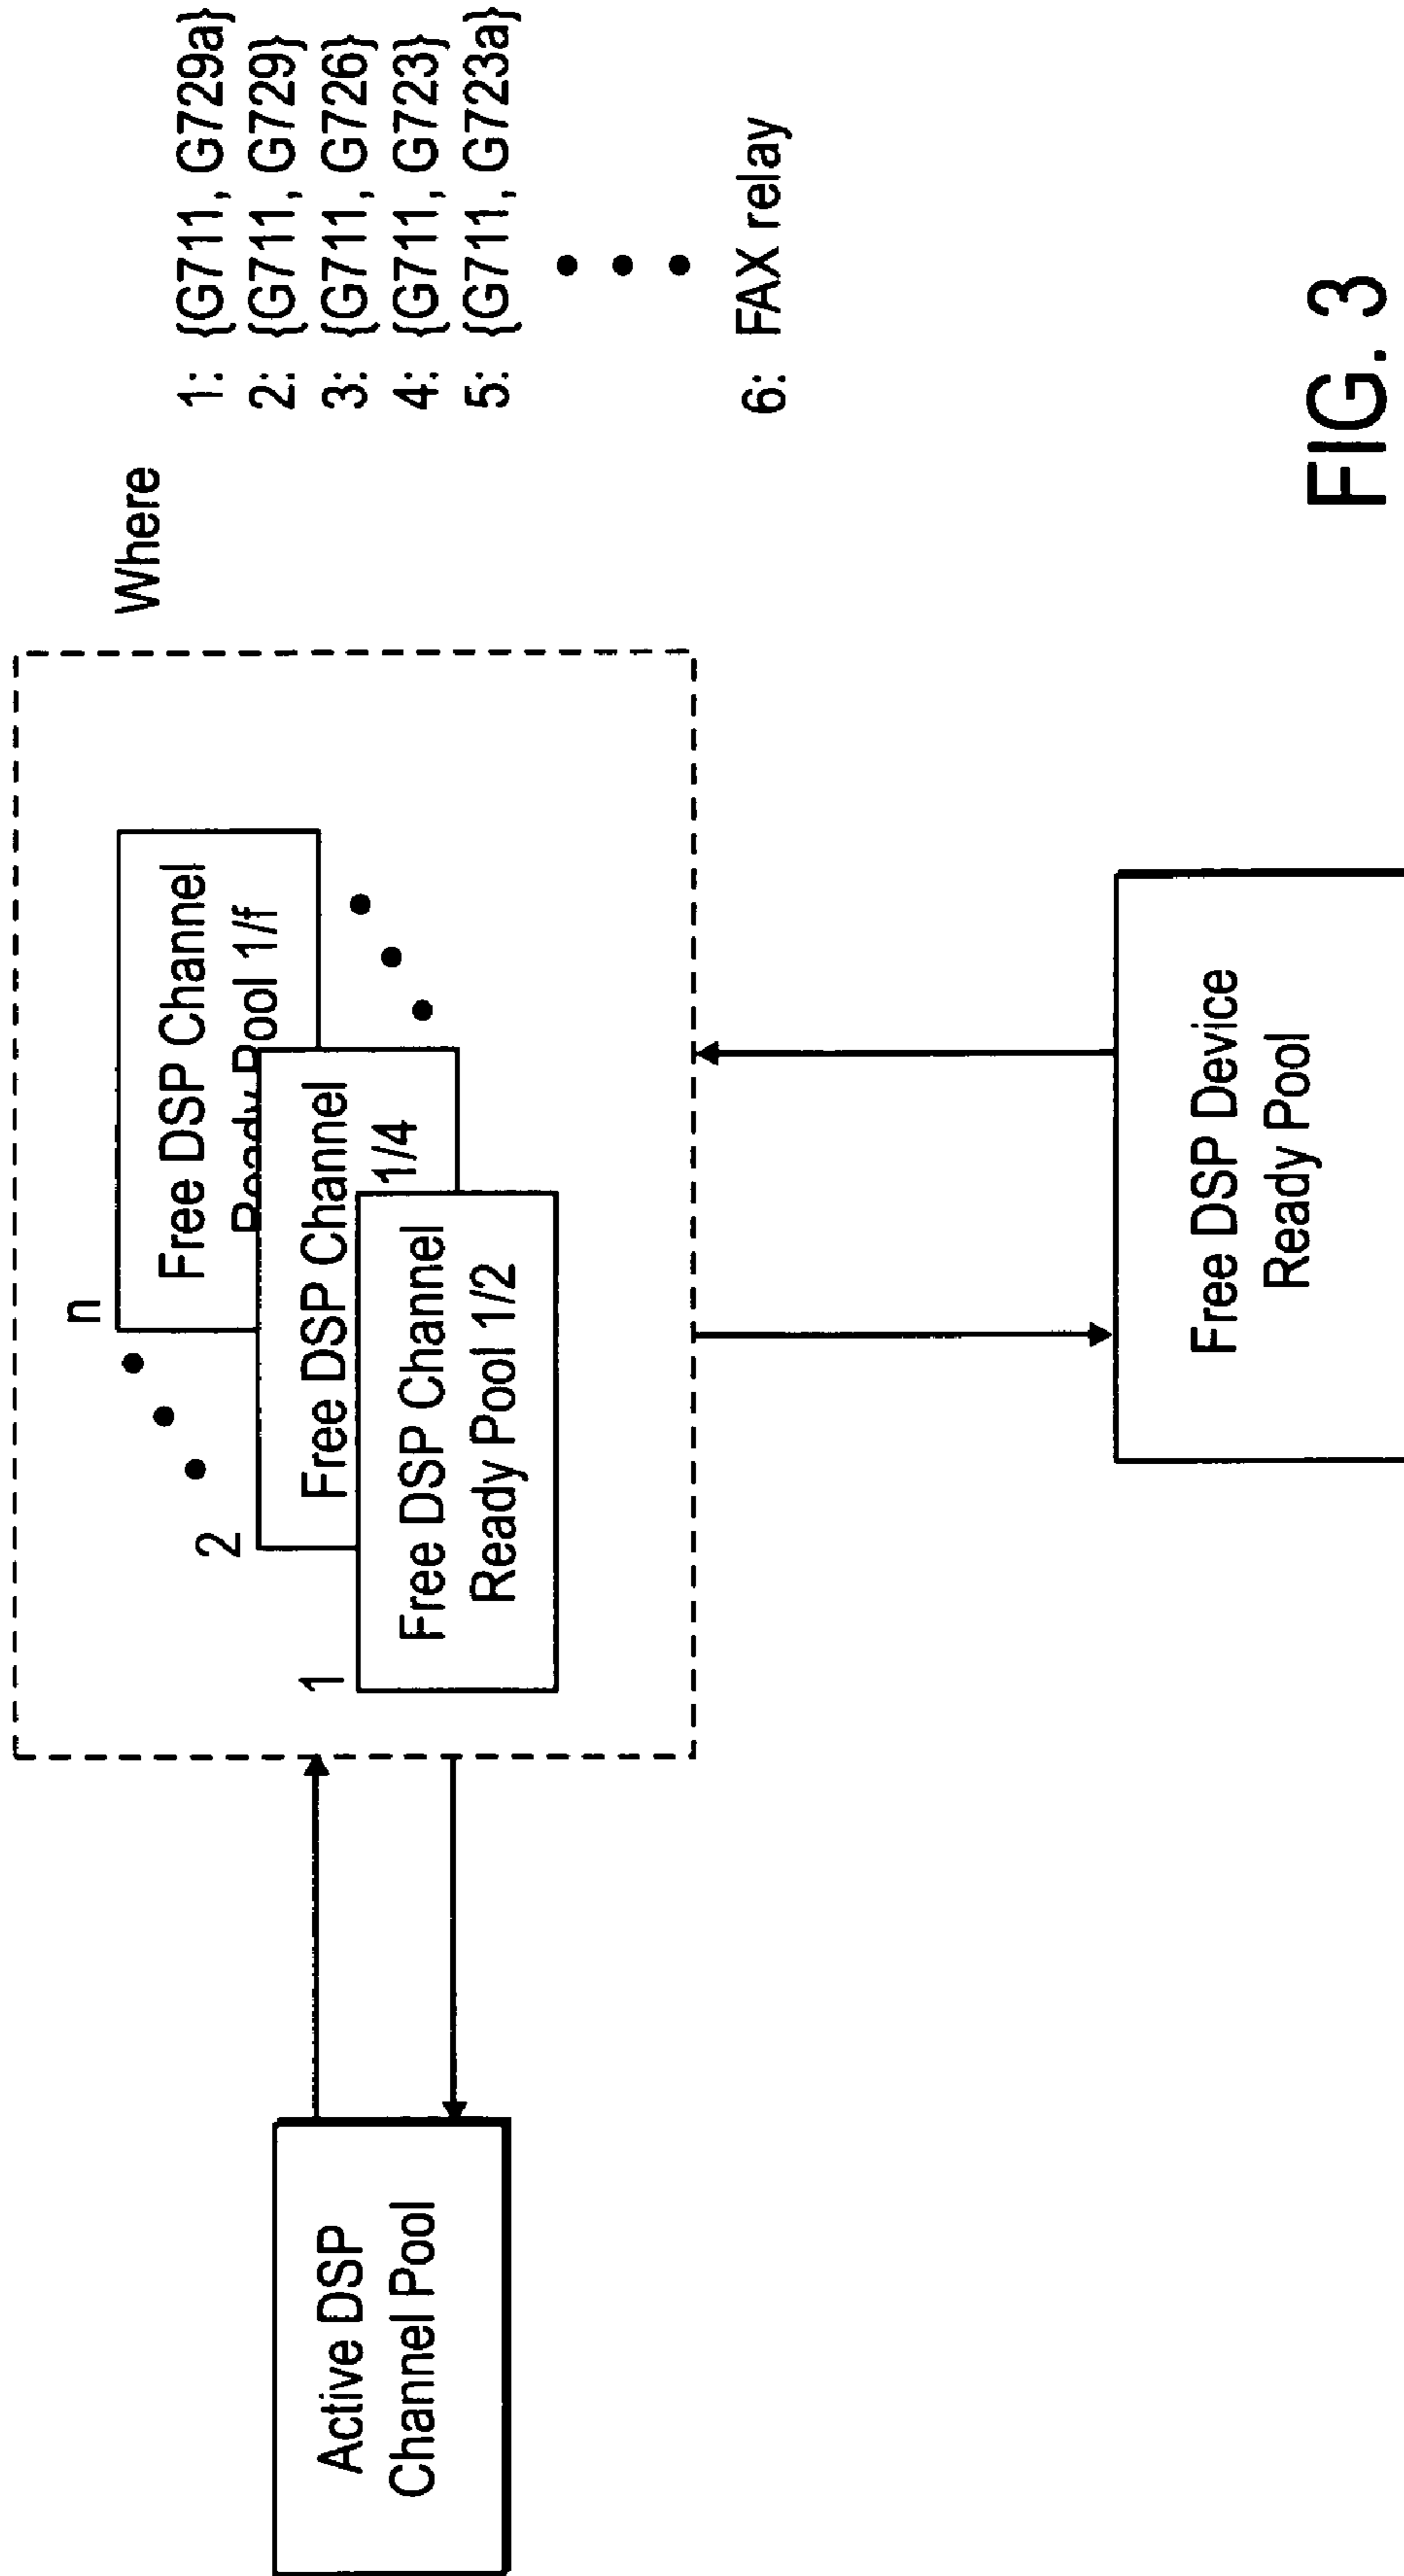 Active DSP
Channel Pool
n
Free DSP Channel
Ready Pool 1/f
2
Free DSP Channel
1/4
1
Free DSP Channel
Ready Pool 1/2
Free DSP Device
Ready Pool
Where
1: {G711, G729a}
2: {G711, G729}
3: {G711, G726}
4: {G711, G723}
5: {G711, G723a}
6: FAX relay
FIG. 3